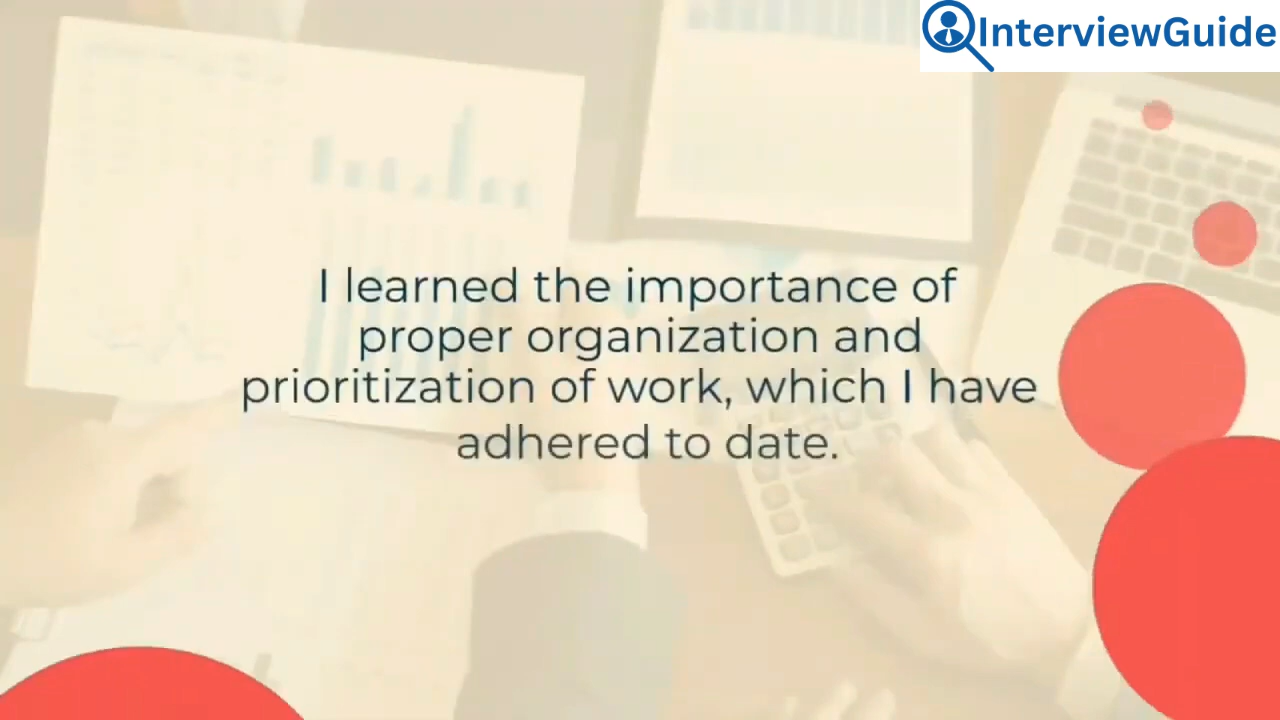 InterviewGuide
I learned the importance of
proper organization and
prioritization of work, which I have
adhered to date.